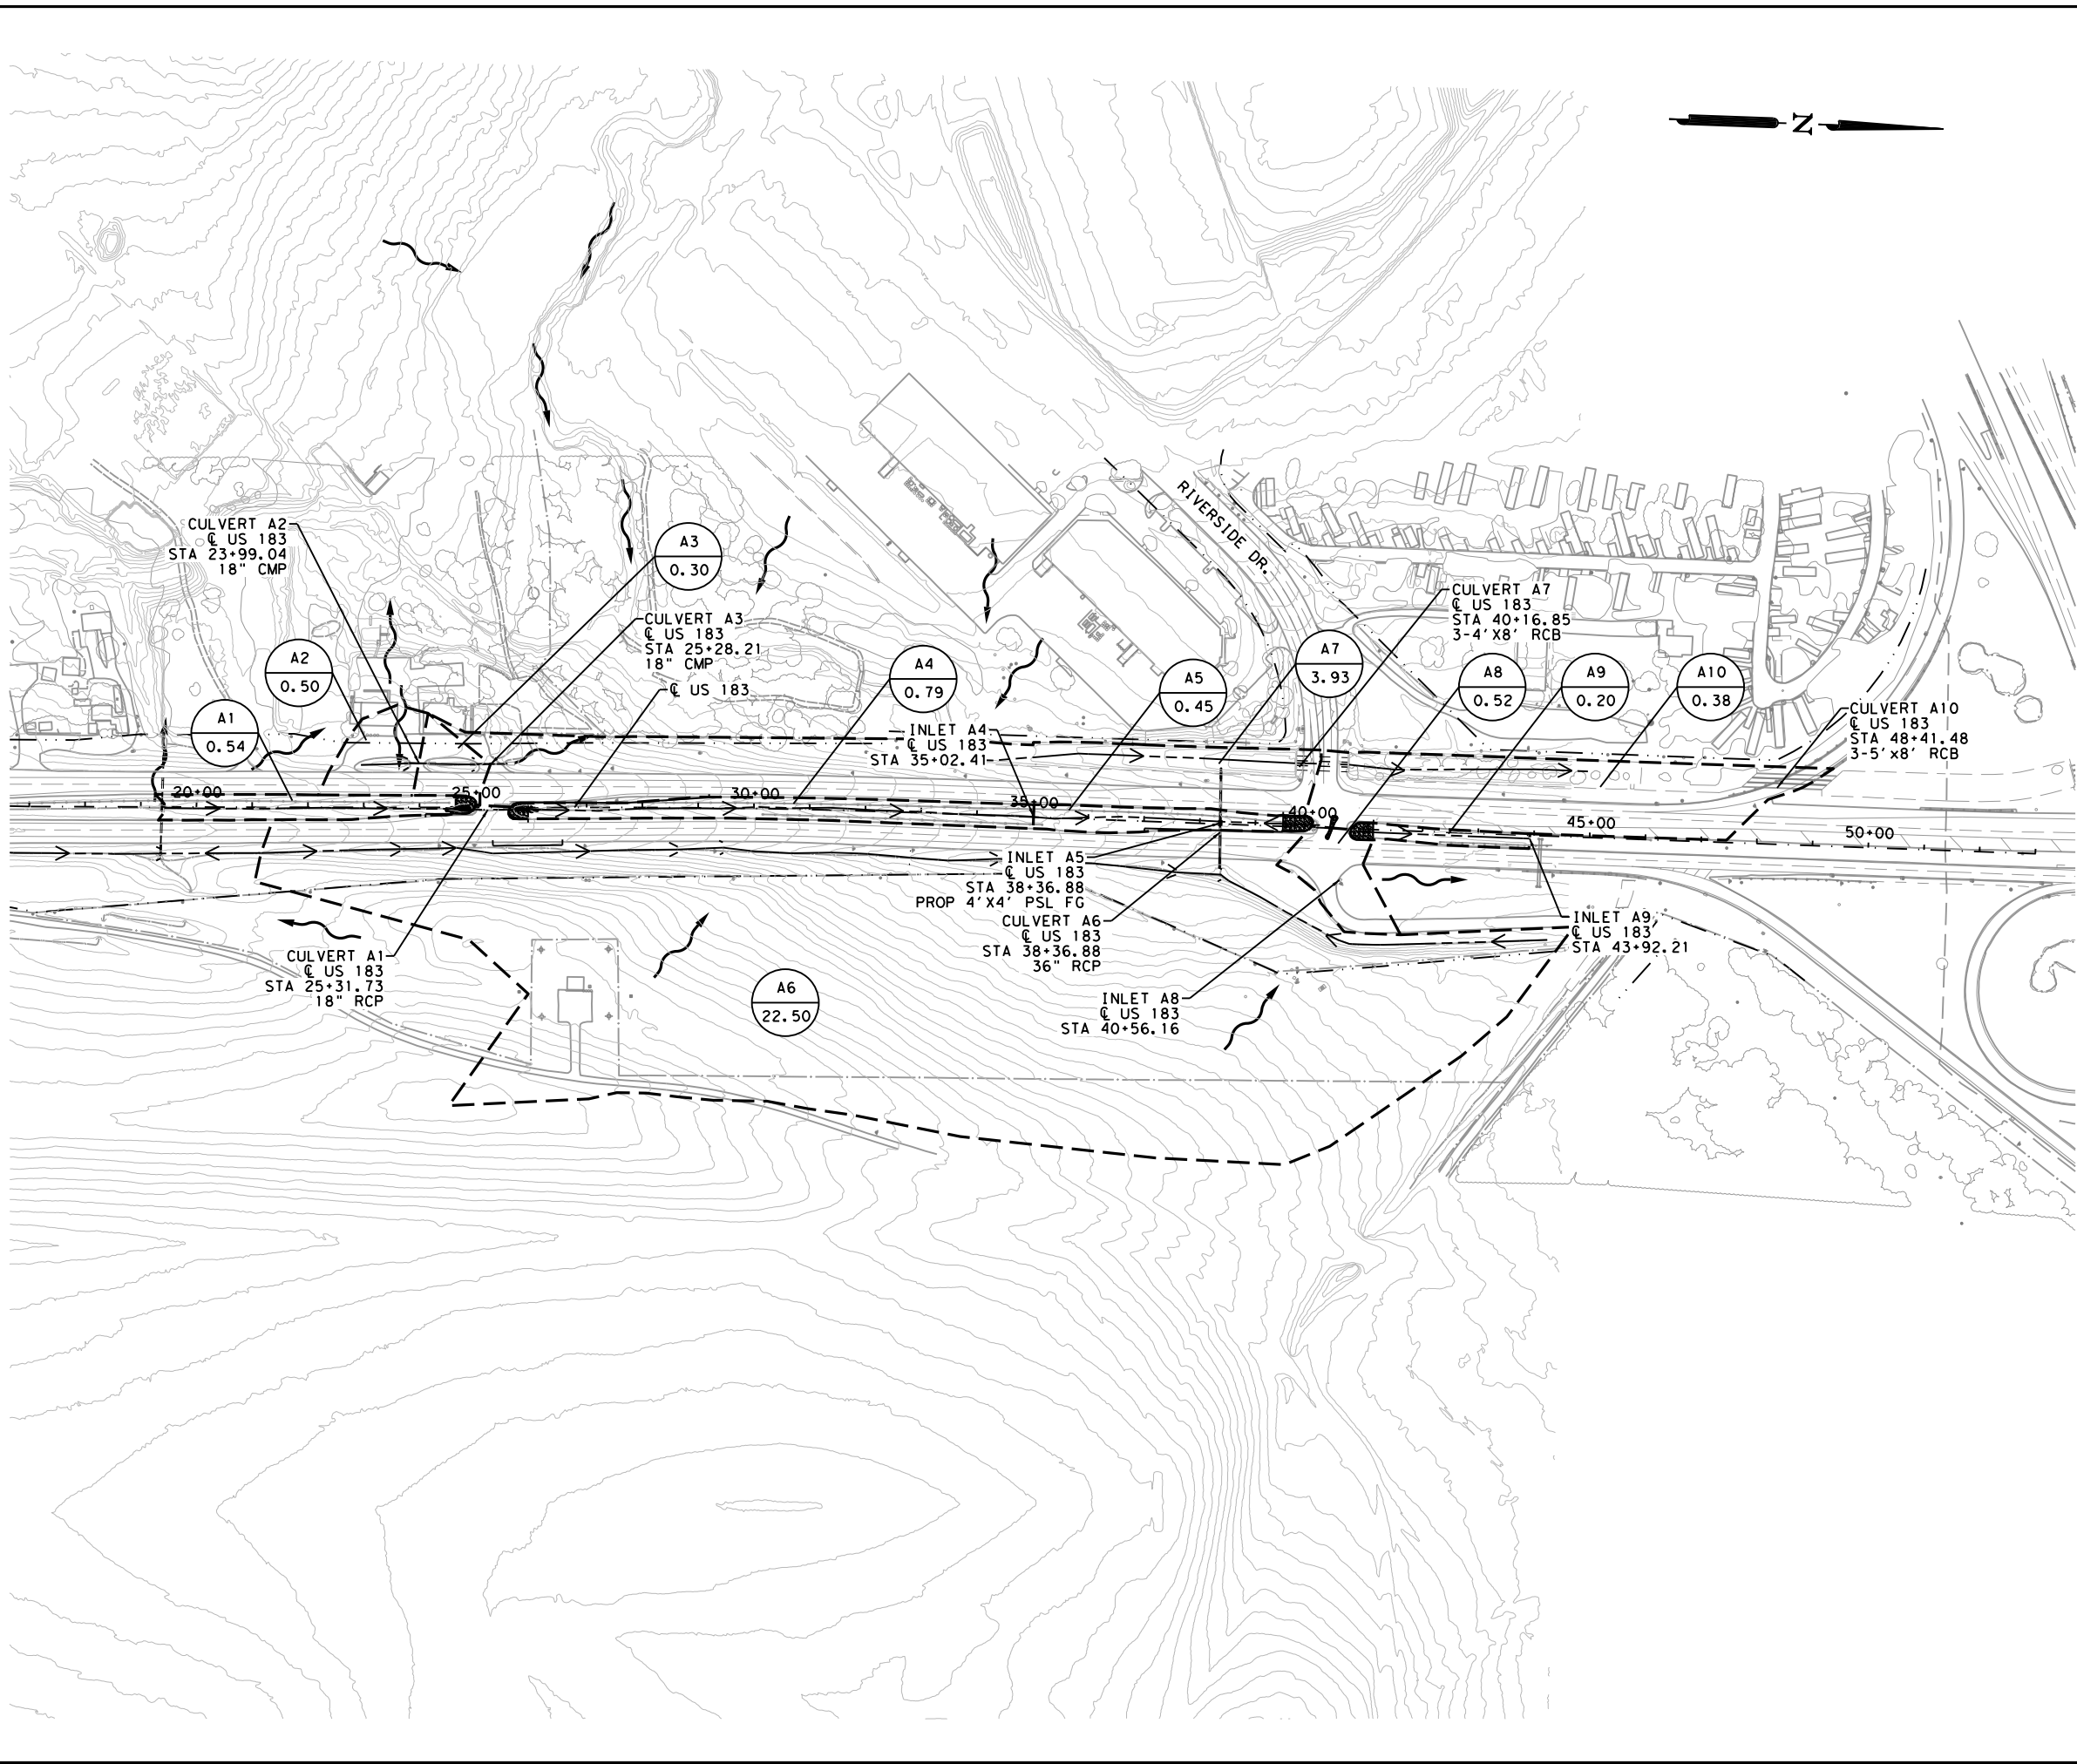 N
RIVERSIDE DR.
CULVERT A2
℄ US 183
STA 23+99.04
18" CMP
A3
0.30
CULVERT A3
℄ US 183
STA 25+28.21
18" CMP
℄ US 183
A2
0.50
A1
0.54
A4
0.79
INLET A4
℄ US 183
STA 35+02.41
A5
0.45
A7
3.93
CULVERT A7
℄ US 183
STA 40+16.85
3-4'X8' RCB
A8
0.52
A9
0.20
A10
0.38
CULVERT A10
℄ US 183
STA 48+41.48
3-5'x8' RCB
20+00
25+00
30+00
35+00
40+00
45+00
50+00
INLET A5
℄ US 183
STA 38+36.88
PROP 4'X4' PSL FG
CULVERT A6
℄ US 183
STA 38+36.88
36" RCP
INLET A9
℄ US 183
STA 43+92.21
CULVERT A1
℄ US 183
STA 25+31.73
18" RCP
A6
22.50
INLET A8
℄ US 183
STA 40+56.16